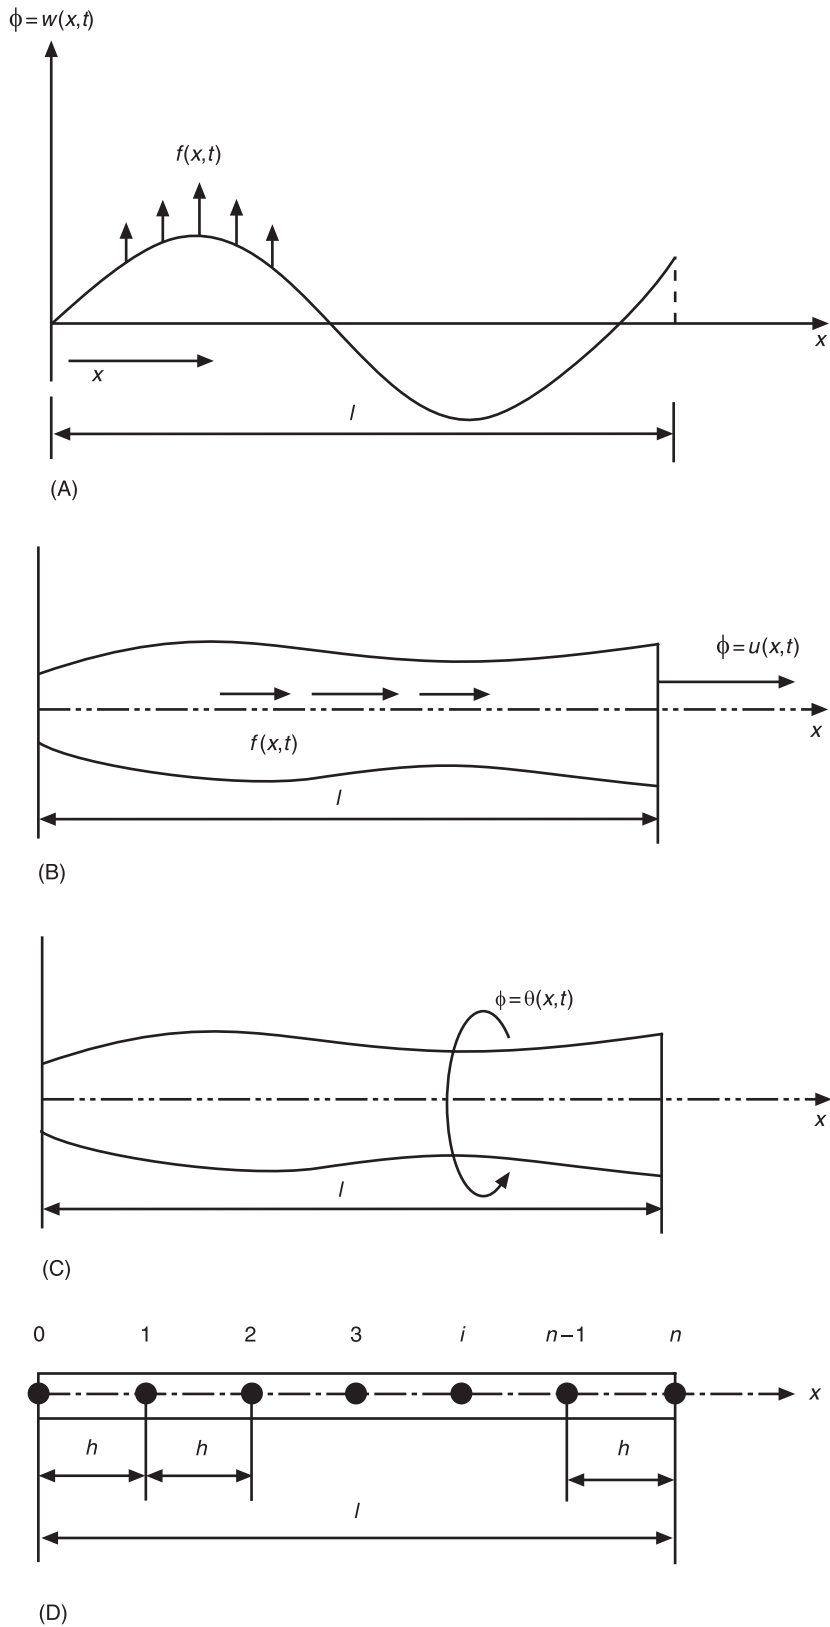 ϕ=w(x,t)
f(x,t)
x
x
l
(A)
ϕ=u(x,t)
x
f(x,t)
l
(B)
ϕ=θ(x,t)
x
l
(C)
0 1 2 3 i n−1 n
x
h h h
l
(D)